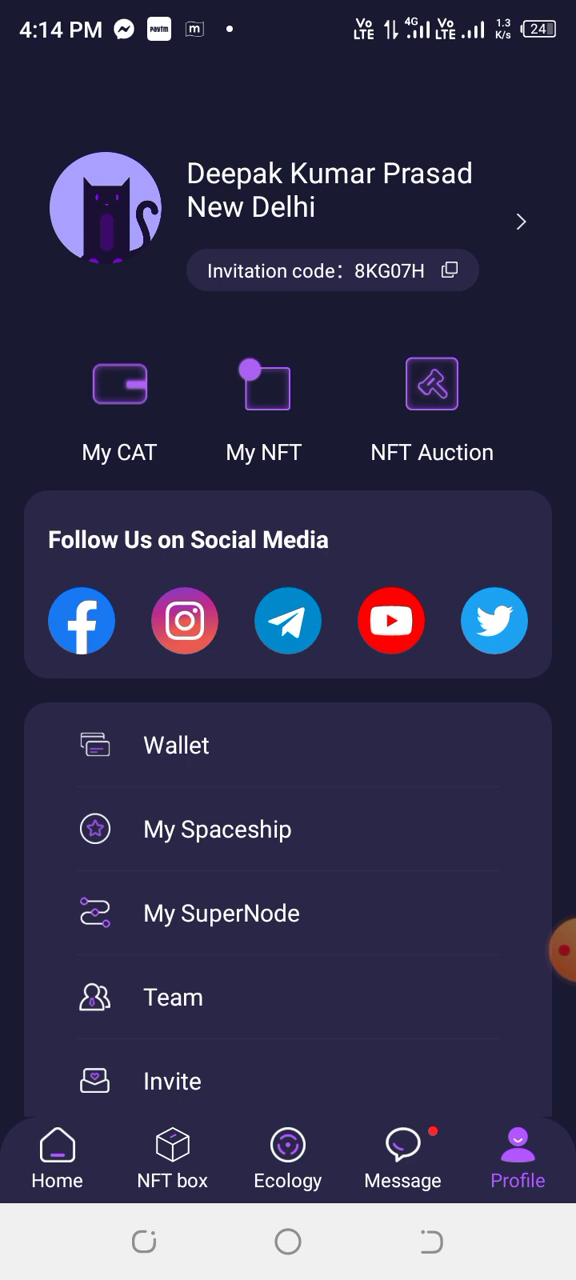 4:14 PM paytm m Vo LTE 4G Vo LTE 1.3 K/s 24
Deepak Kumar Prasad
New Delhi
Invitation code： 8KG07H
My CAT My NFT NFT Auction
Follow Us on Social Media
Wallet
My Spaceship
My SuperNode
Team
Invite
Home NFT box Ecology Message Profile